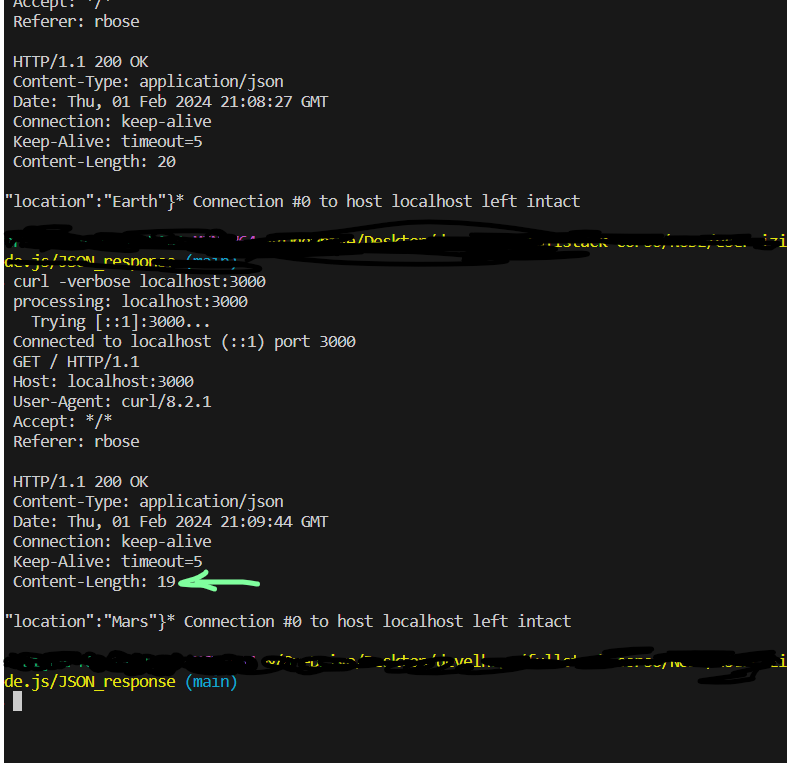 Accept: */*
Referer: rbose
HTTP/1.1 200 OK
Content-Type: application/json
Date: Thu, 01 Feb 2024 21:08:27 GMT
Connection: keep-alive
Keep-Alive: timeout=5
Content-Length: 20
"location":"Earth"}* Connection #0 to host localhost left intact
de.js/JSON_response (main)
curl -verbose localhost:3000
processing: localhost:3000
Trying [::1]:3000...
Connected to localhost (::1) port 3000
GET / HTTP/1.1
Host: localhost:3000
User-Agent: curl/8.2.1
Accept: */*
Referer: rbose
HTTP/1.1 200 OK
Content-Type: application/json
Date: Thu, 01 Feb 2024 21:09:44 GMT
Connection: keep-alive
Keep-Alive: timeout=5
Content-Length: 19
"location":"Mars"}* Connection #0 to host localhost left intact
de.js/JSON_response (main)